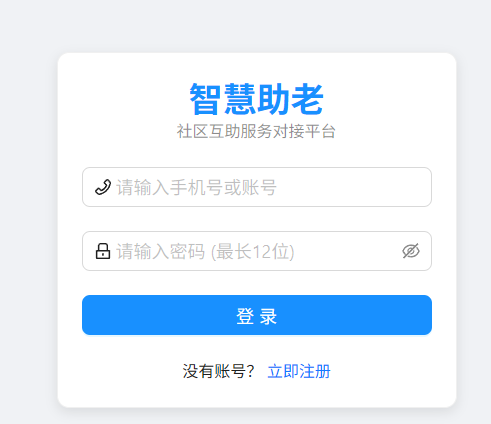 智慧助老
社区互助服务对接平台
请输入手机号或账号
请输入密码 (最长12位)
登 录
没有账号? 立即注册